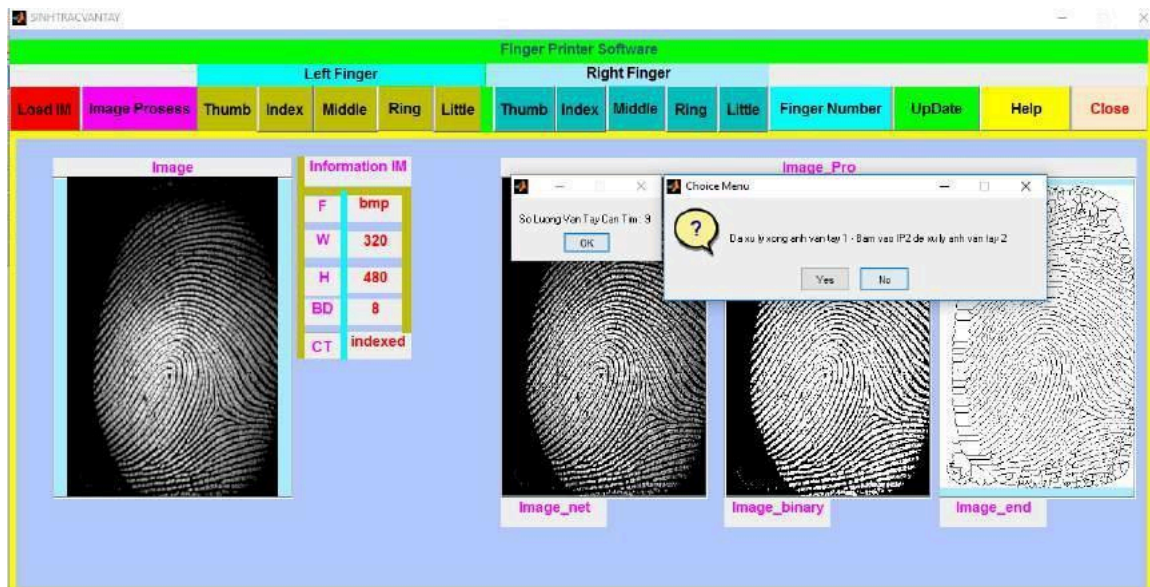 SINHTRACVANTAY
Finger Printer Software
Left Finger
Right Finger
Load IM
Image Prosess
Thumb
Index
Middle
Ring
Little
Thumb
Index
Middle
Ring
Little
Finger Number
UpDate
Help
Close
Image
Information IM
F bmp
W 320
H 480
BD 8
CT indexed
Image_Pro
So Luong Van Tay Can Tim : 9
OK
Choice Menu
Da xu ly xong anh van tay 1 - Bam vao IP2 de xu ly anh van tay 2
Yes
No
Image_net
Image_binary
Image_end